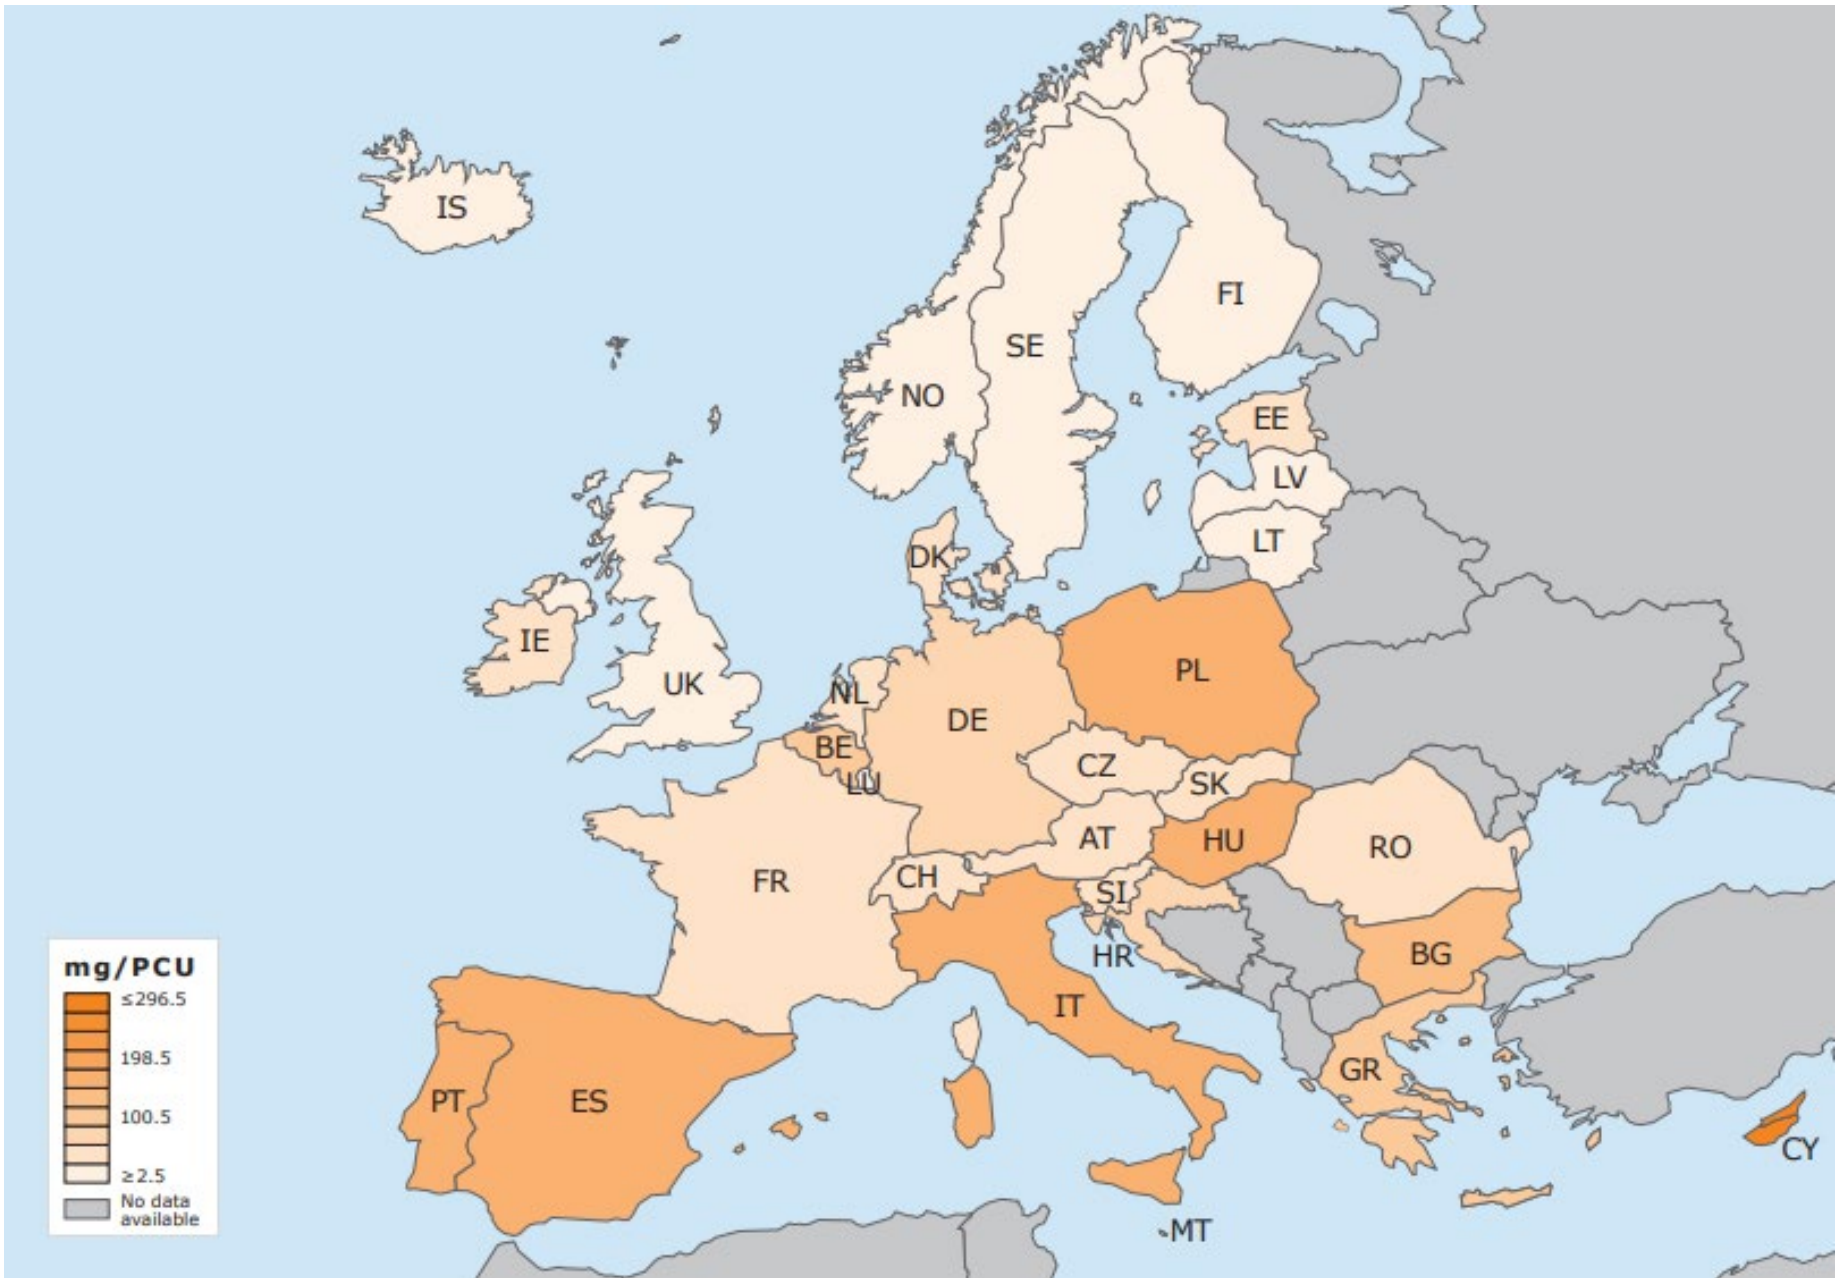 IS
FI
SE
NO
EE
LV
LT
DK
IE
UK
NL
PL
DE
BE
LU
CZ
SK
AT
HU
RO
FR
CH
SI
HR
BG
IT
GR
PT
ES
CY
MT
mg/PCU
≤296.5
198.5
100.5
≥2.5
No data
available